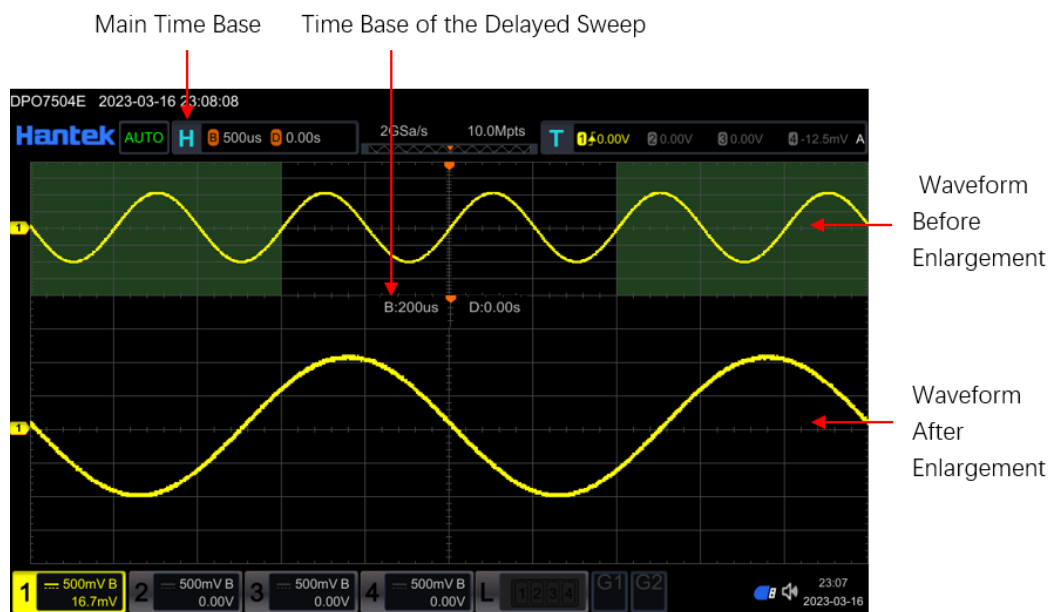 Main Time Base
Time Base of the Delayed Sweep
DPO7504E 2023-03-16 23:08:08
Hantek AUTO H B 500us D 0.00s 2GSa/s 10.0Mpts T 1 0.00V 2 0.00V 3 0.00V 4 -12.5mV A
Waveform
Before
Enlargement
1
B:200us D:0.00s
Waveform
After
Enlargement
1
1 500mV B 2 500mV B 3 500mV B 4 500mV B L 1 2 3 4 G1 G2 23:07
16.7mV 0.00V 0.00V 0.00V 2023-03-16